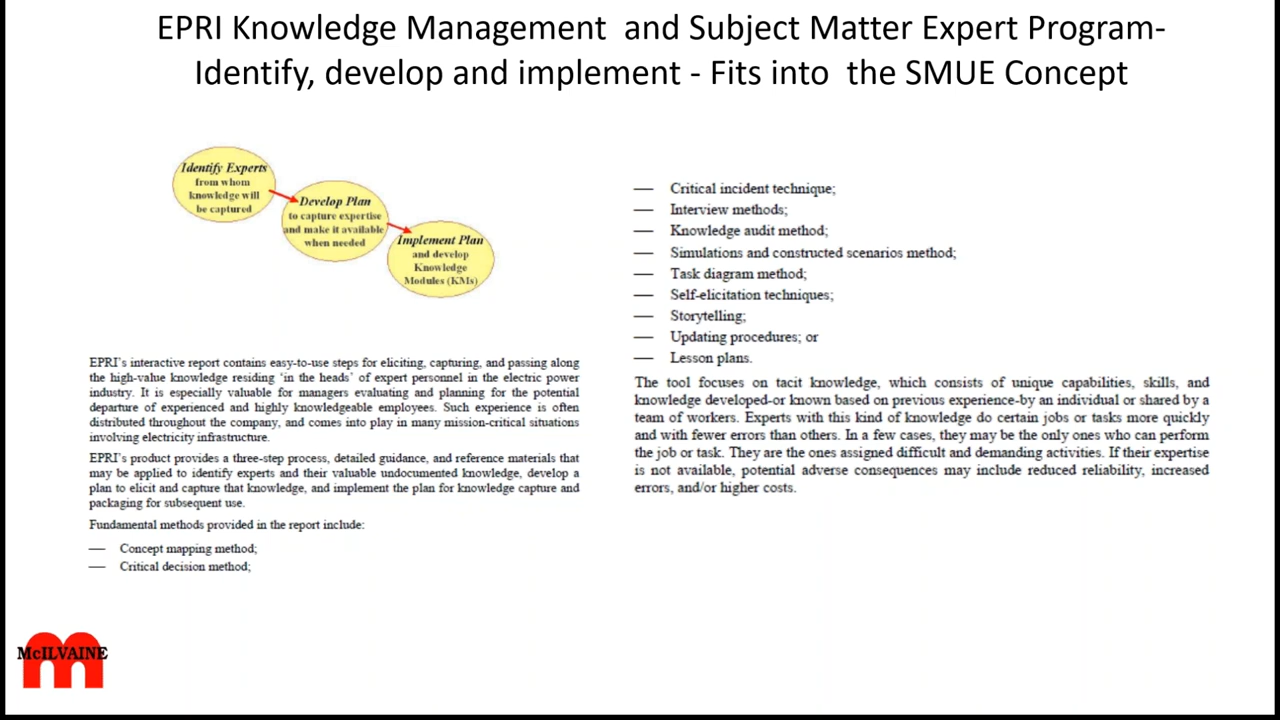 EPRI Knowledge Management and Subject Matter Expert Program-
Identify, develop and implement - Fits into the SMUE Concept
Identify Experts
from whom
knowledge will
be captured
Develop Plan
to capture expertise
and make it available
when needed
Implement Plan
and develop
Knowledge
Modules (KMs)
EPRI's interactive report contains easy-to-use steps for eliciting, capturing, and passing along
the high-value knowledge residing 'in the heads' of expert personnel in the electric power
industry. It is especially valuable for managers evaluating and planning for the potential
departure of experienced and highly knowledgeable employees. Such experience is often
distributed throughout the company, and comes into play in many mission-critical situations
involving electricity infrastructure.
EPRI's product provides a three-step process, detailed guidance, and reference materials that
may be applied to identify experts and their valuable undocumented knowledge, develop a
plan to elicit and capture that knowledge, and implement the plan for knowledge capture and
packaging for subsequent use.
Fundamental methods provided in the report include:
— Concept mapping method;
— Critical decision method;
— Critical incident technique;
— Interview methods;
— Knowledge audit method;
— Simulations and constructed scenarios method;
— Task diagram method;
— Self-elicitation techniques;
— Storytelling;
— Updating procedures; or
— Lesson plans.
The tool focuses on tacit knowledge, which consists of unique capabilities, skills, and
knowledge developed-or known based on previous experience-by an individual or shared by a
team of workers. Experts with this kind of knowledge do certain jobs or tasks more quickly
and with fewer errors than others. In a few cases, they may be the only ones who can perform
the job or task. They are the ones assigned difficult and demanding activities. If their expertise
is not available, potential adverse consequences may include reduced reliability, increased
errors, and/or higher costs.
McILVAINE